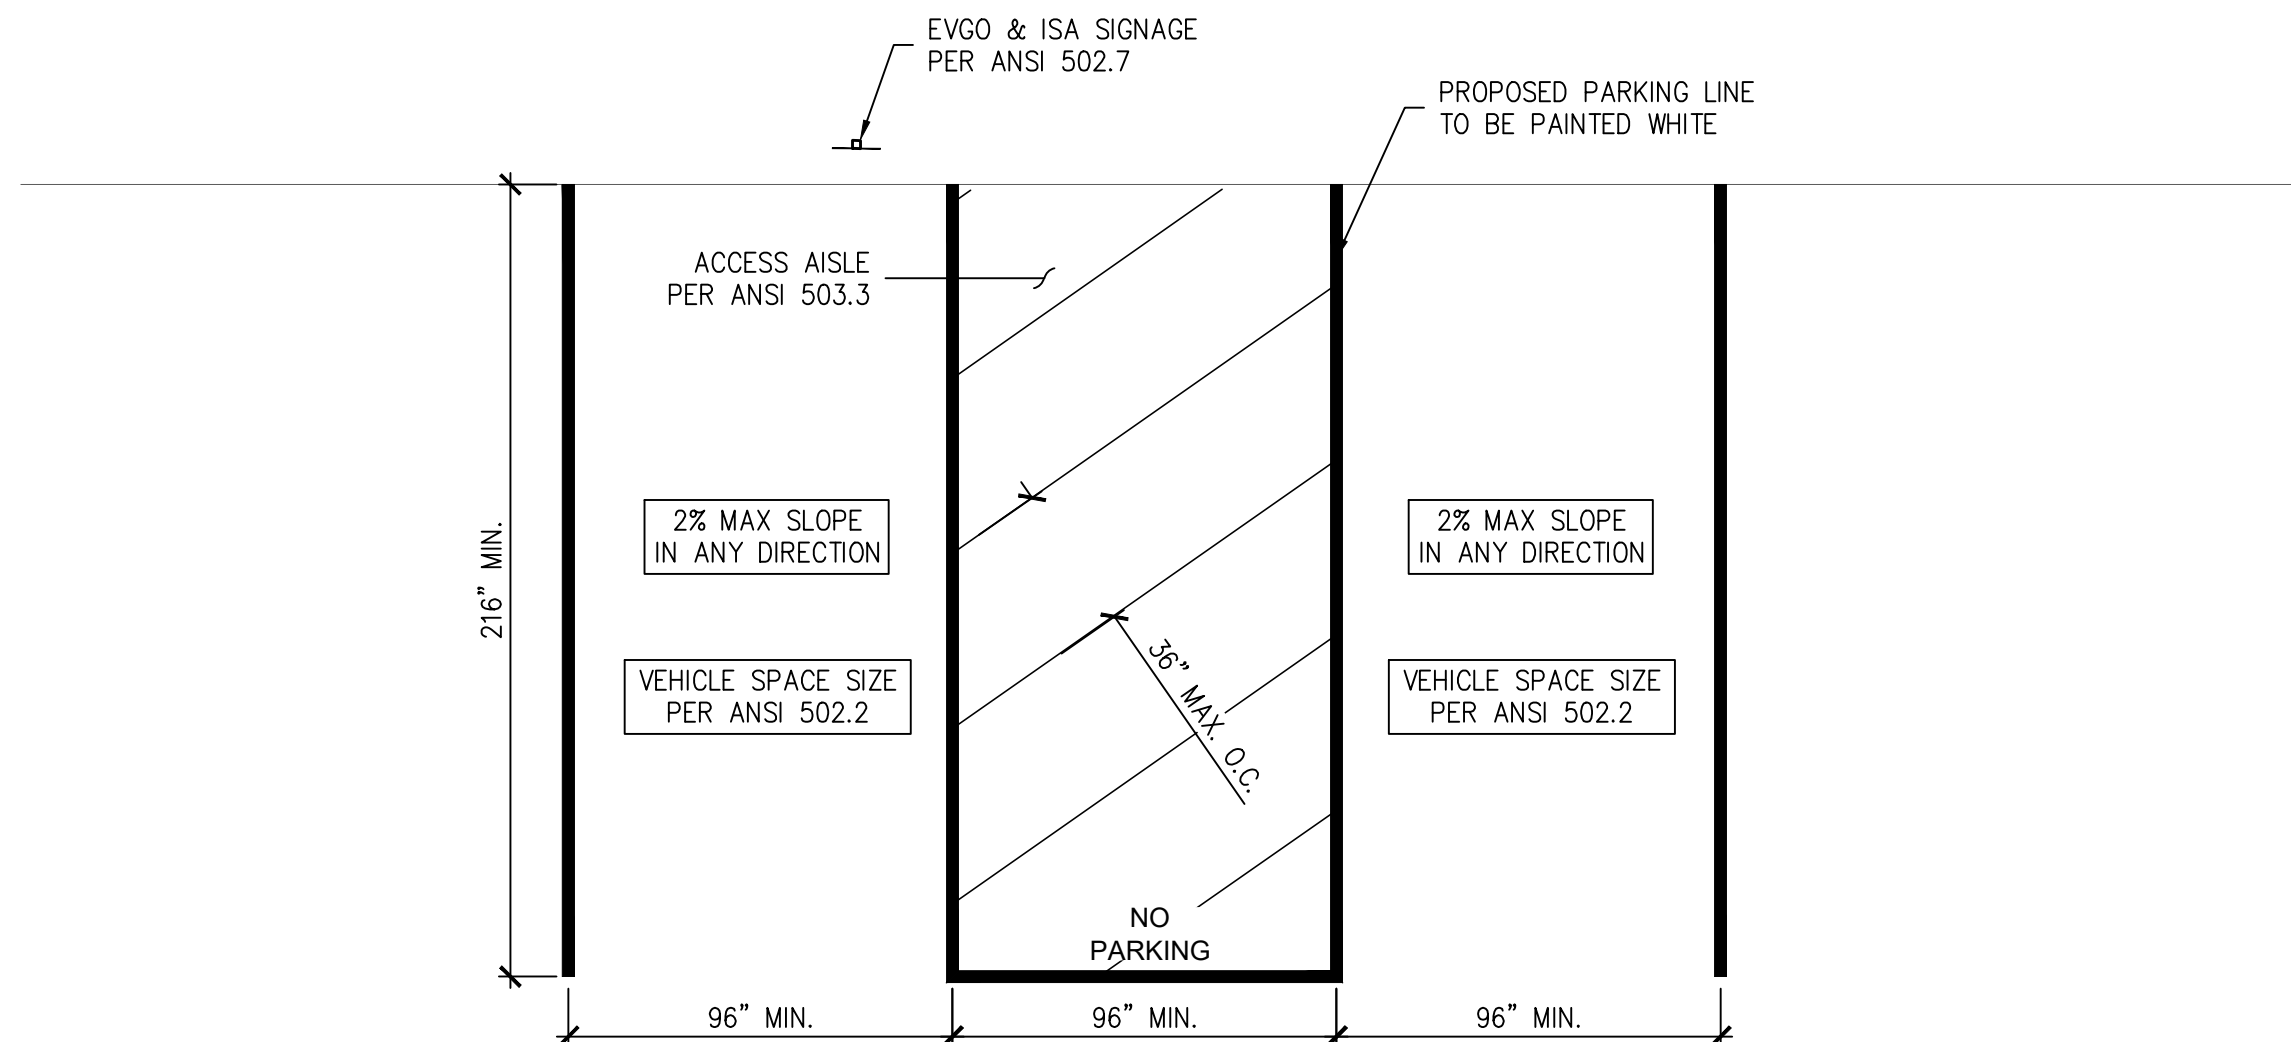 EVGO & ISA SIGNAGE
PER ANSI 502.7
PROPOSED PARKING LINE
TO BE PAINTED WHITE
ACCESS AISLE
PER ANSI 503.3
2% MAX SLOPE
IN ANY DIRECTION
2% MAX SLOPE
IN ANY DIRECTION
216” MIN.
VEHICLE SPACE SIZE
PER ANSI 502.2
36” MAX. O.C.
VEHICLE SPACE SIZE
PER ANSI 502.2
NO
PARKING
96” MIN.
96” MIN.
96” MIN.